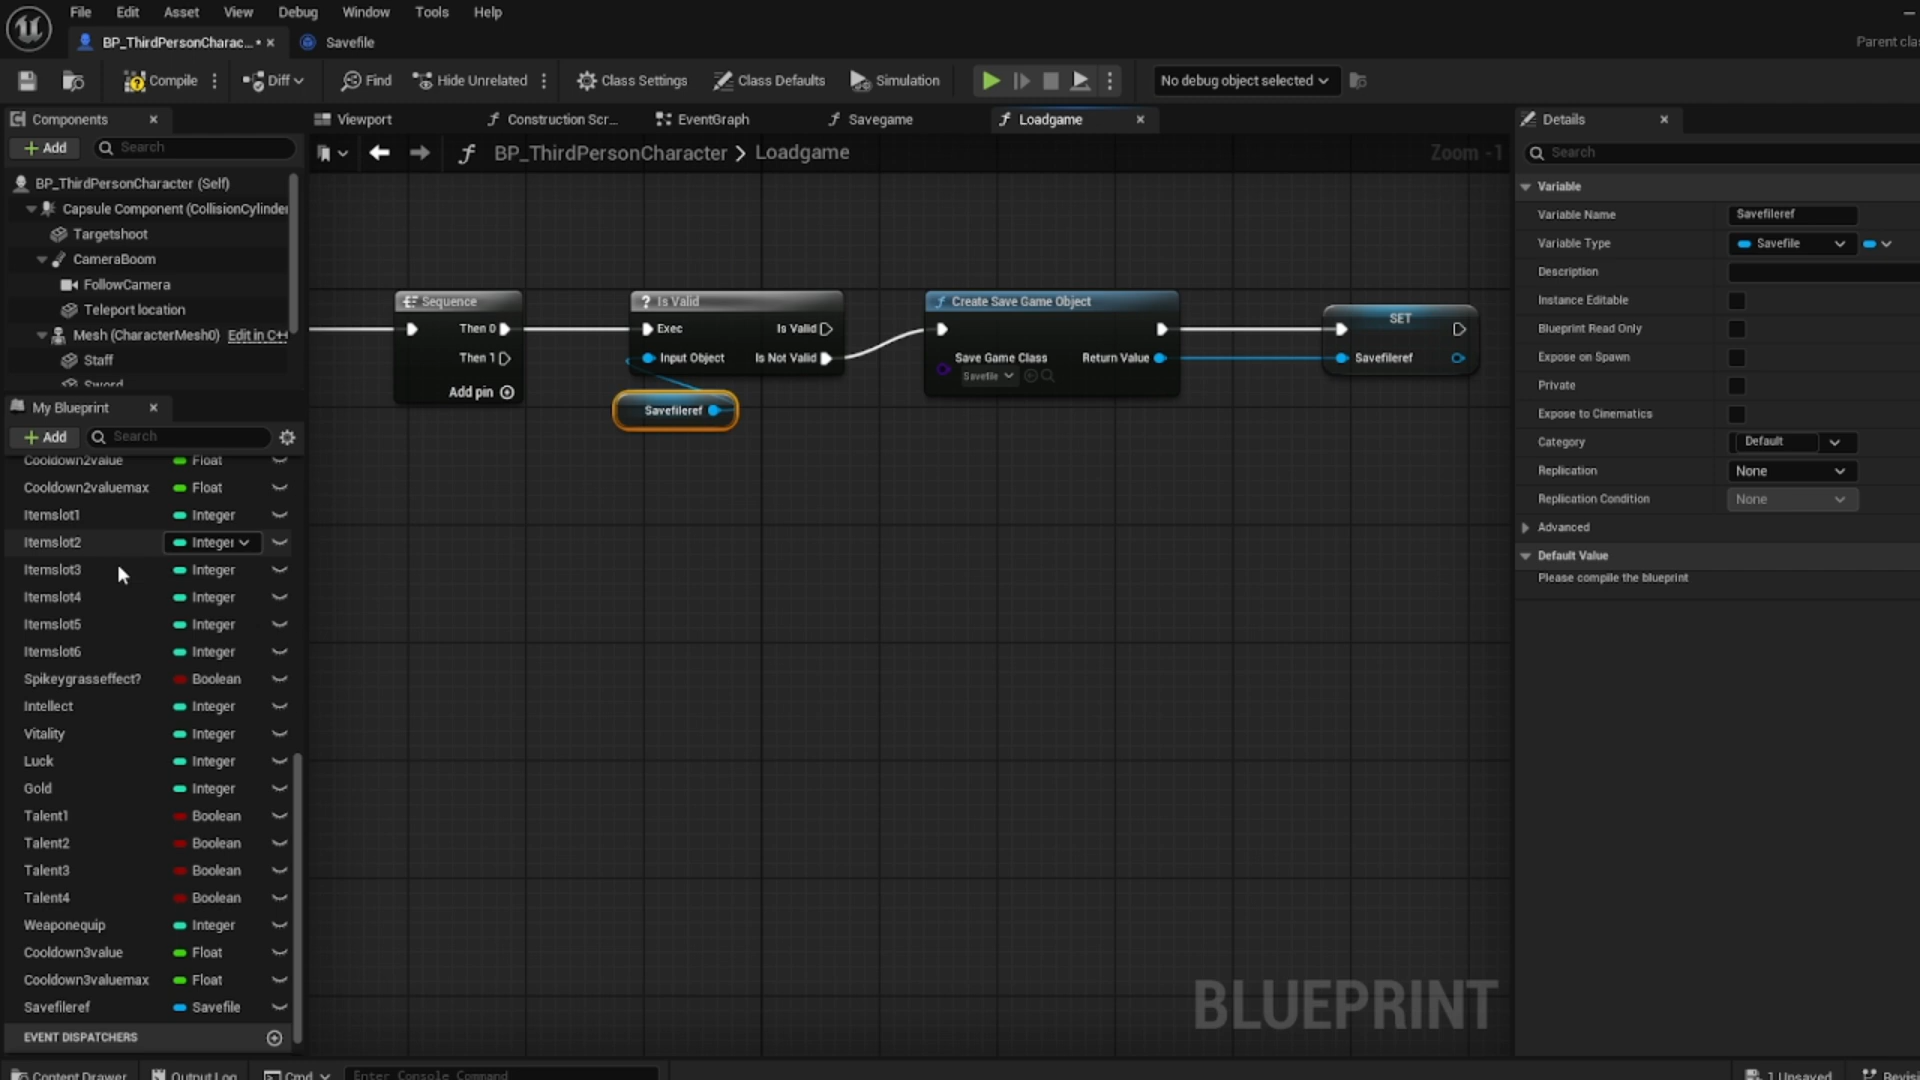 File Edit Asset View Debug Window Tools Help
BP_ThirdPersonCharac... • Savefile
Parent clas
Compile Diff Find Hide Unrelated Class Settings Class Defaults Simulation No debug object selected
Components
Add Search
BP_ThirdPersonCharacter (Self)
Capsule Component (CollisionCylinder
Targetshoot
CameraBoom
FollowCamera
Teleport location
Mesh (CharacterMesh0) Edit in C++
Staff
Sword
My Blueprint
Add Search
Cooldown2value Float
Cooldown2valuemax Float
Itemslot1 Integer
Itemslot2 Integer
Itemslot3 Integer
Itemslot4 Integer
Itemslot5 Integer
Itemslot6 Integer
Spikeygrasseffect? Boolean
Intellect Integer
Vitality Integer
Luck Integer
Gold Integer
Talent1 Boolean
Talent2 Boolean
Talent3 Boolean
Talent4 Boolean
Weaponequip Integer
Cooldown3value Float
Cooldown3valuemax Float
Savefileref Savefile
EVENT DISPATCHERS
Viewport Construction Scr... EventGraph Savegame Loadgame
BP_ThirdPersonCharacter > Loadgame Zoom -1
Sequence
Then 0
Then 1
Add pin
? Is Valid
Exec Is Valid
Input Object Is Not Valid
Savefileref
Create Save Game Object
Save Game Class Return Value
Savefile
SET
Savefileref
BLUEPRINT
Details
Search
Variable
Variable Name Savefileref
Variable Type Savefile
Description
Instance Editable
Blueprint Read Only
Expose on Spawn
Private
Expose to Cinematics
Category Default
Replication None
Replication Condition None
Advanced
Default Value
Please compile the blueprint
Content Drawer Output Log Cmd Enter Console Command 1 Unsaved Revisi